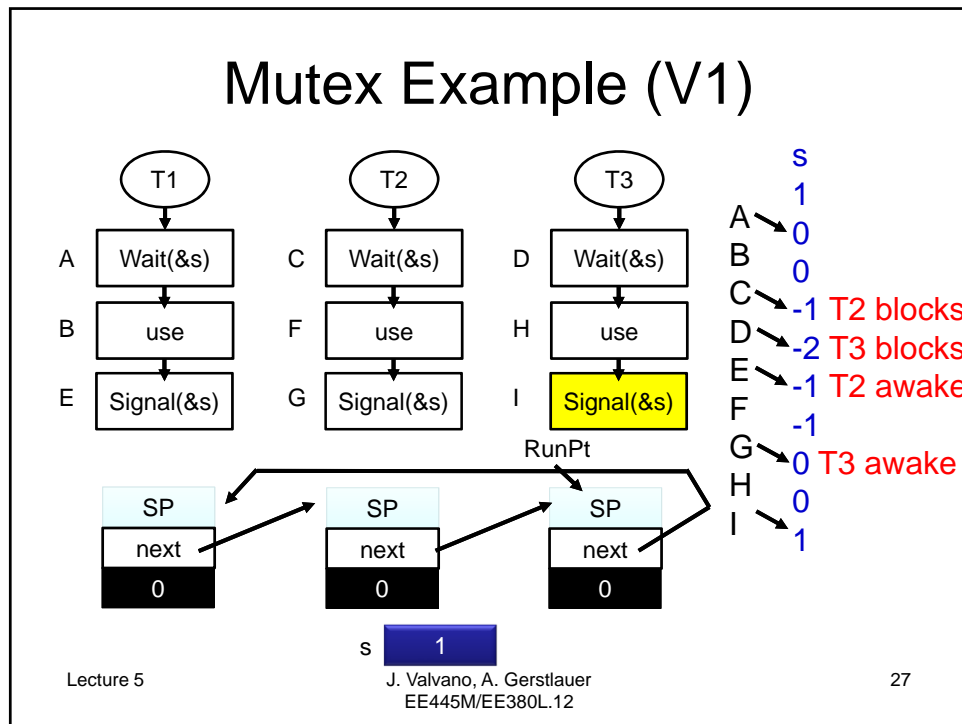 Mutex Example (V1)
T1
T2
T3
A
Wait(&s)
C
Wait(&s)
D
Wait(&s)
B
use
F
use
H
use
E
Signal(&s)
G
Signal(&s)
I
Signal(&s)
s
1
A
0
B
0
C
-1 T2 blocks
D
-2 T3 blocks
E
-1 T2 awake
F
-1
G
0 T3 awake
H
0
I
1
RunPt
SP
SP
SP
next
next
next
0
0
0
s
1
Lecture 5
J. Valvano, A. Gerstlauer
EE445M/EE380L.12
27